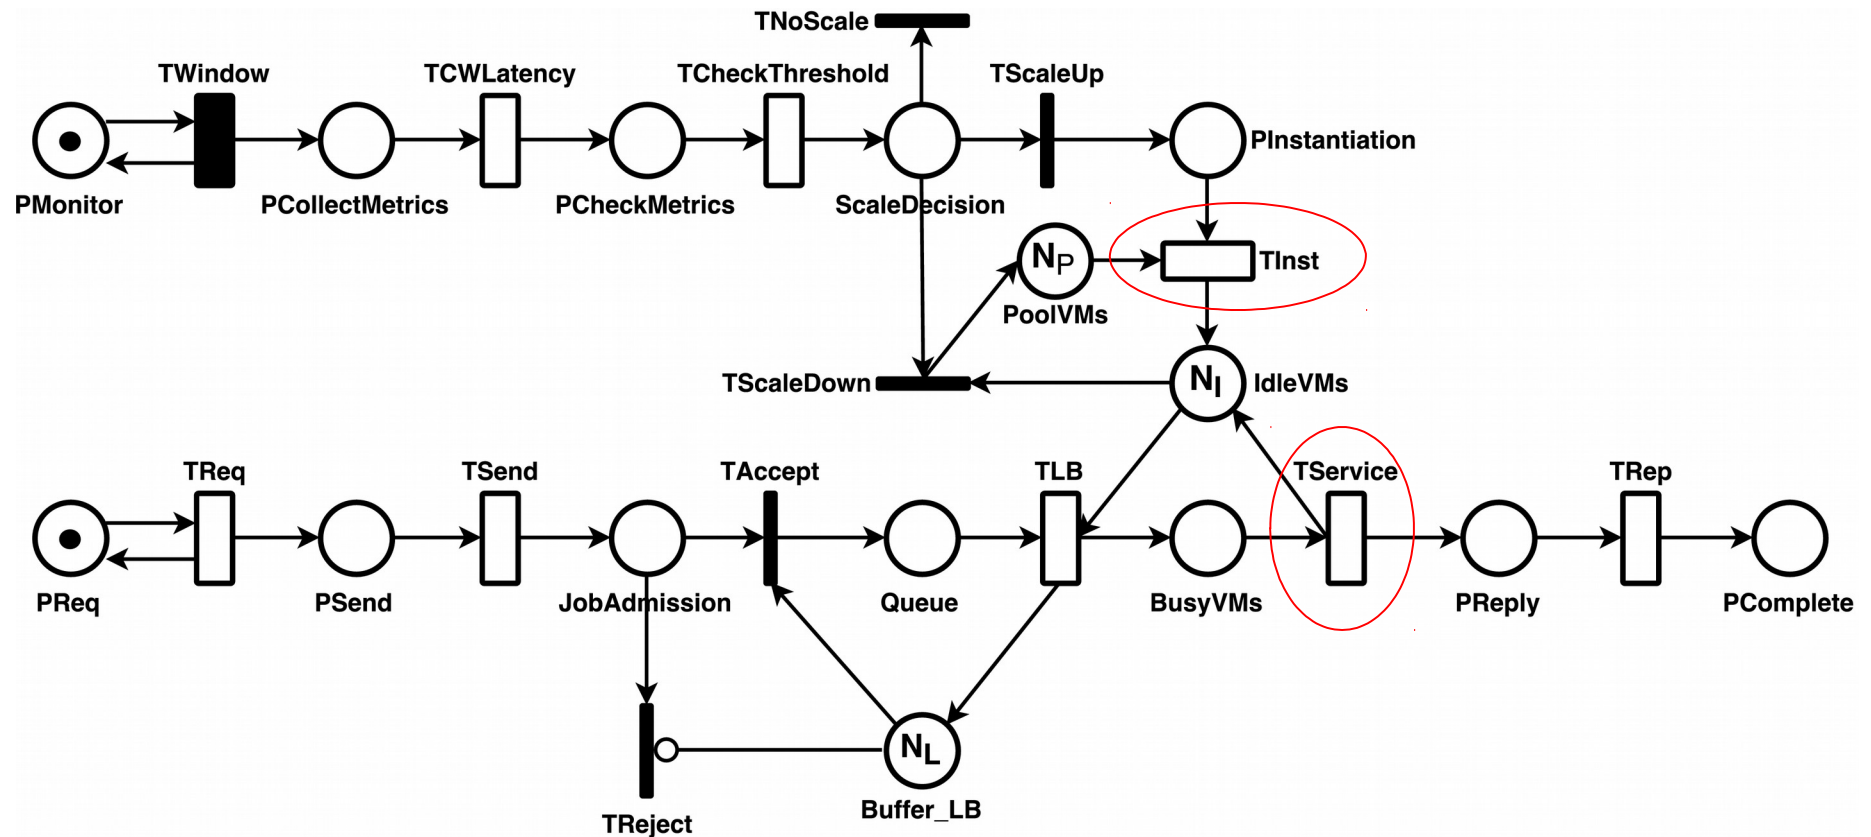 TNoScale
TWindow
TCWLatency
TCheckThreshold
TScaleUp
PInstantiation
PMonitor
PCollectMetrics
PCheckMetrics
ScaleDecision
NP
TInst
PoolVMs
TScaleDown
NI
IdleVMs
TReq
TSend
TAccept
TLB
TService
TRep
PReq
PSend
JobAdmission
Queue
BusyVMs
PReply
PComplete
NL
TReject
Buffer_LB